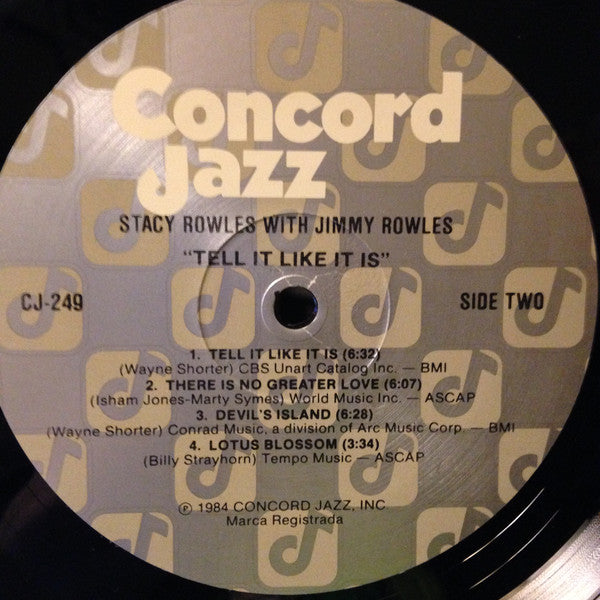 Concord
Jazz
STACY ROWLES WITH JIMMY ROWLES
"TELL IT LIKE IT IS"
CJ-249
SIDE TWO
1. TELL IT LIKE IT IS (6:32)
(Wayne Shorter) CBS Unart Catalog Inc. — BMI
2. THERE IS NO GREATER LOVE (6:07)
(Isham Jones-Marty Symes) World Music Inc. — ASCAP
3. DEVIL'S ISLAND (6:28)
(Wayne Shorter) Conrad Music, a division of Arc Music Corp. — BMI
4. LOTUS BLOSSOM (3:34)
(Billy Strayhorn) Tempo Music — ASCAP
℗ 1984 CONCORD JAZZ, INC
Marca Registrada